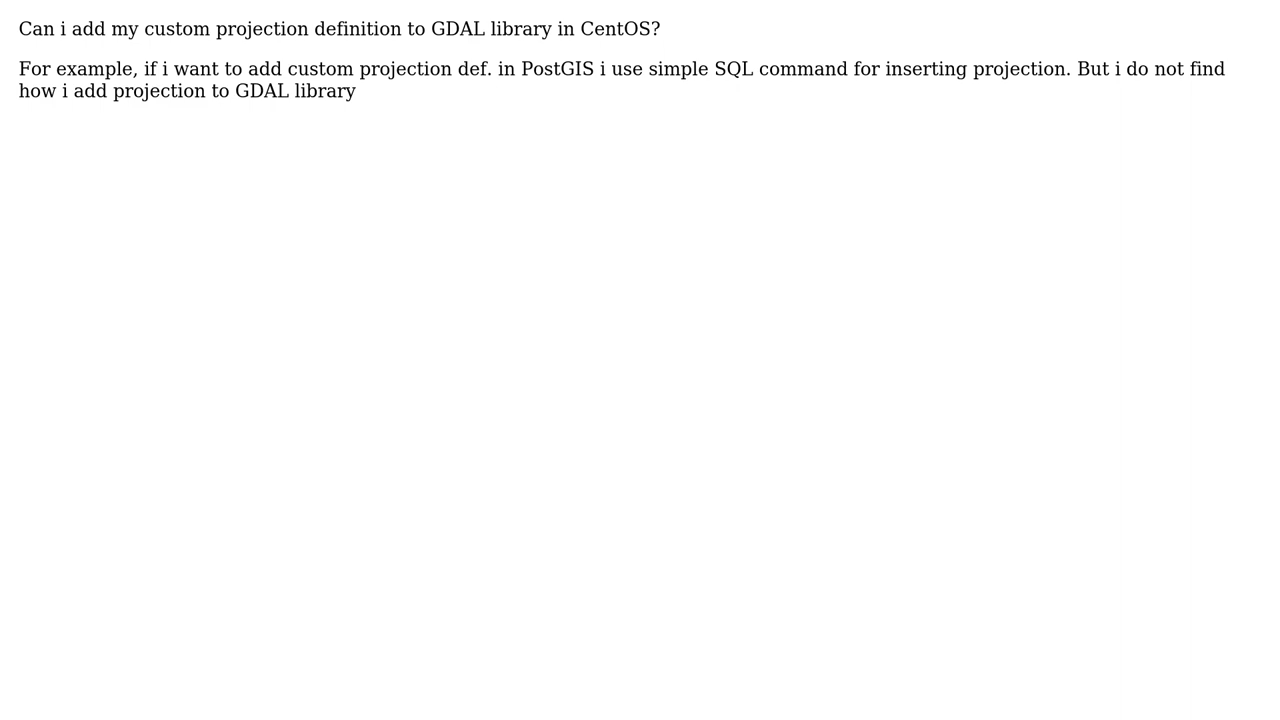 Can i add my custom projection definition to GDAL library in CentOS?
For example, if i want to add custom projection def. in PostGIS i use simple SQL command for inserting projection. But i do not find
how i add projection to GDAL library